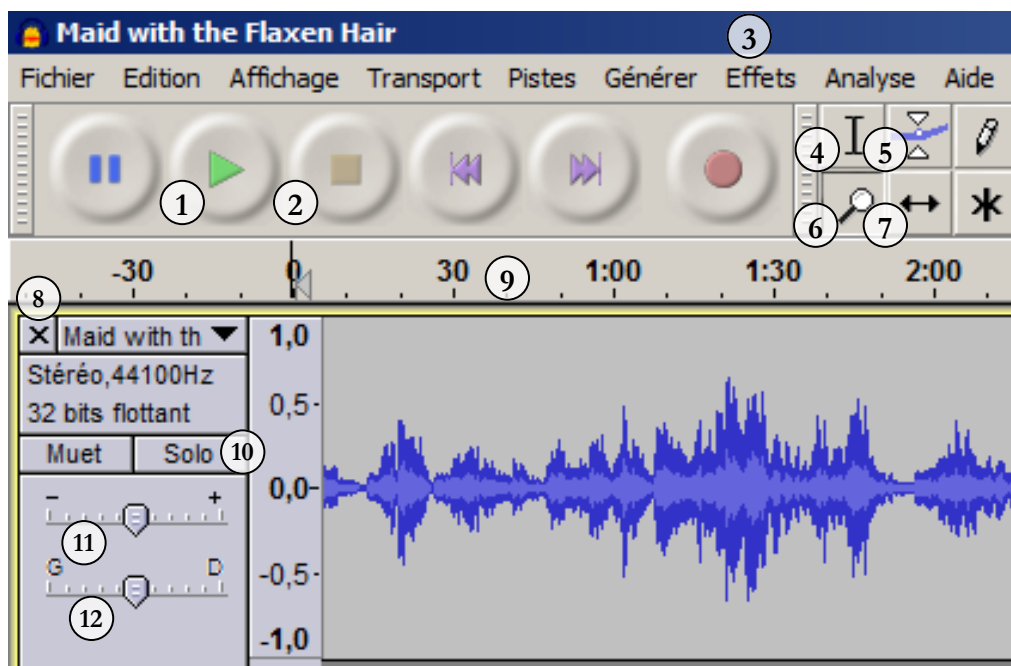 Maid with the Flaxen Hair
3
Fichier Edition Affichage Transport Pistes Générer Effets Analyse Aide
4 5
1 2
6 7
-30 0 30 1:00 1:30 2:00
9
8
X Maid with th
1,0
Stéréo,44100Hz
32 bits flottant
0,5
Muet Solo 10
- +
0,0
11
G D
-0,5
12
-1,0